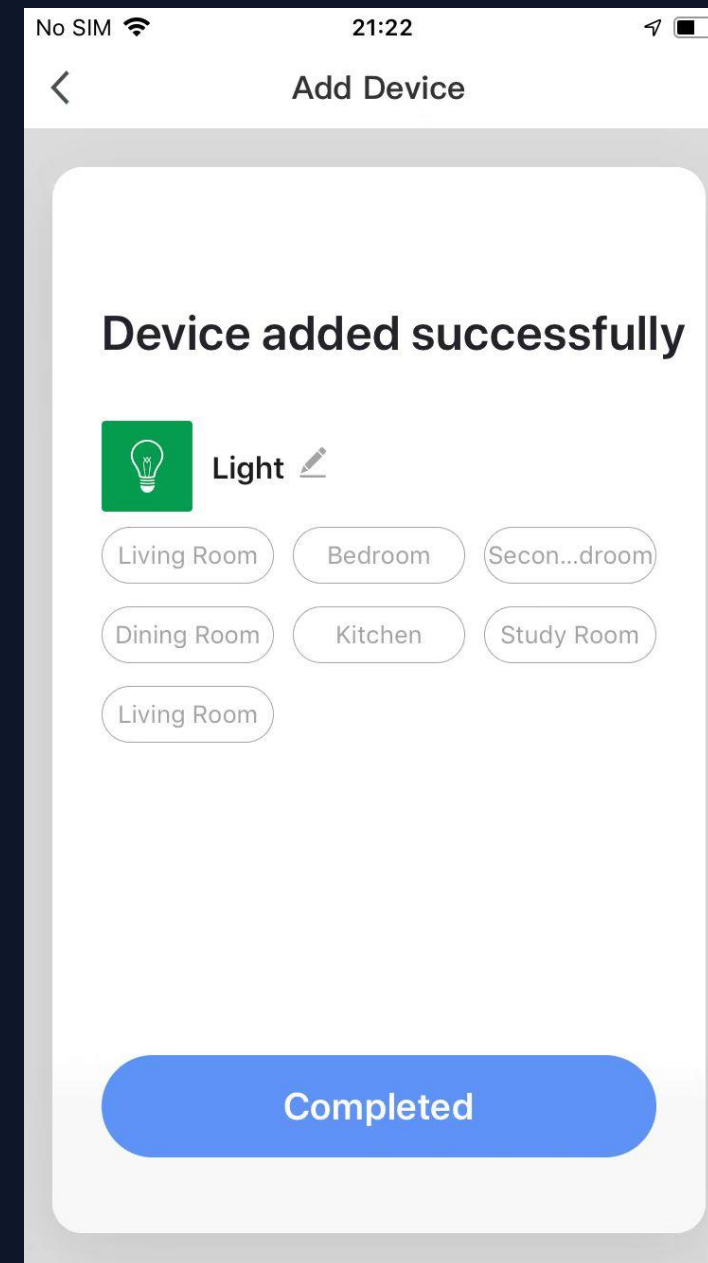 No SIM 21:22
Add Device
Device added successfully
Light
Living Room Bedroom Secon...droom
Dining Room Kitchen Study Room
Living Room
Completed